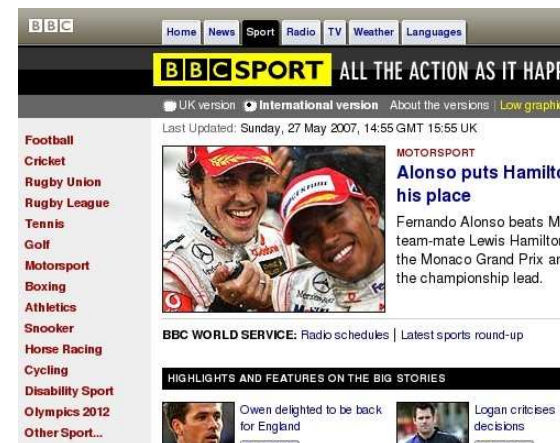 BBC
Home News Sport Radio TV Weather Languages
BBC SPORT ALL THE ACTION AS IT HAPP
UK version International version About the versions | Low graphi
Last Updated: Sunday, 27 May 2007, 14:55 GMT 15:55 UK
Football
Cricket
Rugby Union
Rugby League
Tennis
Golf
Motorsport
Boxing
Athletics
Snooker
Horse Racing
Cycling
Disability Sport
Olympics 2012
Other Sport...
MOTORSPORT
Alonso puts Hamilto
his place
Fernando Alonso beats M
team-mate Lewis Hamilto
the Monaco Grand Prix an
the championship lead.
BBC WORLD SERVICE: Radio schedules | Latest sports round-up
HIGHLIGHTS AND FEATURES ON THE BIG STORIES
Owen delighted to be back
for England
Logan critcises
decisions